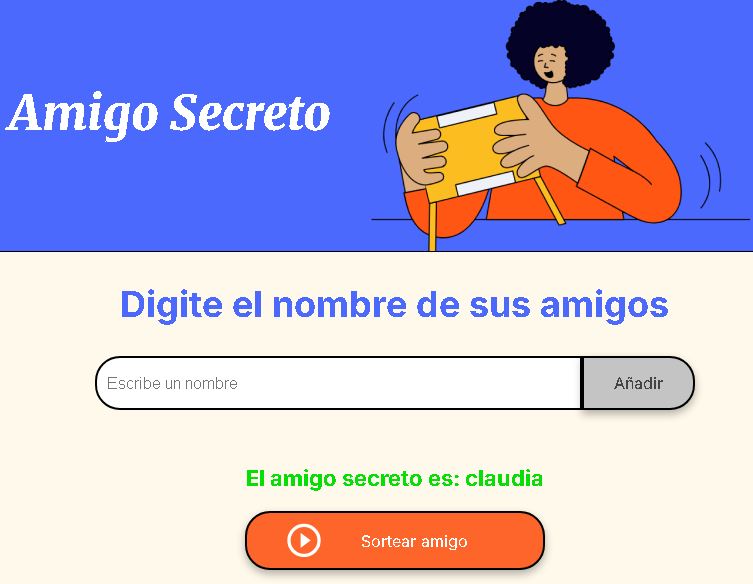 Amigo Secreto
Digite el nombre de sus amigos
Escribe un nombre
Añadir
El amigo secreto es: claudia
Sortear amigo